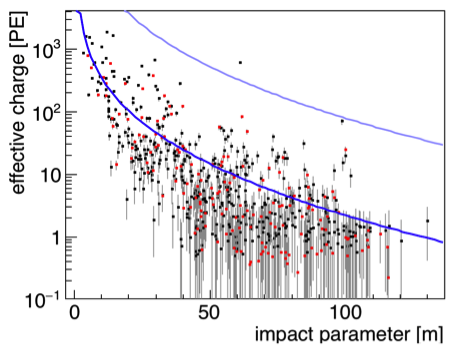 effective charge [PE]
10³
10²
10
1
10⁻¹
0 50 100
impact parameter [m]